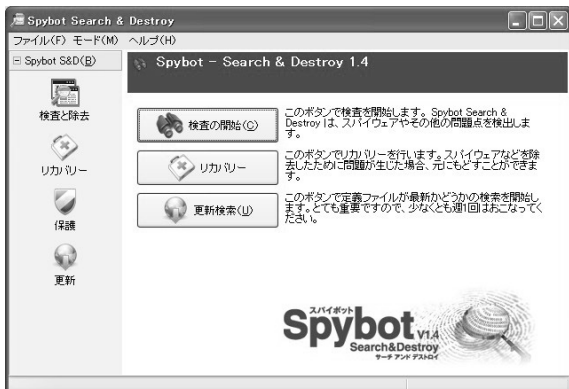 Spybot Search & Destroy
ファイル(F) モード(M) ヘルプ(H)
Spybot S&D(B)
検査と除去
リカバリー
保護
更新
Spybot - Search & Destroy 1.4
検査の開始(C)
このボタンで検査を開始します。Spybot Search &
Destroy は、スパイウェアやその他の問題点を検出しま
す。
リカバリー
このボタンでリカバリーを行います。スパイウェアなどを除
去したために問題が生じた場合、元にもどすことができま
す。
更新検索(U)
このボタンで定義ファイルが最新かどうかの検索を開始し
ます。とても重要ですので、少なくとも週1回はおこなってく
ださい。
スパイボット
Spybot V1.4
Search&Destroy
サーチ アンド デストロイ